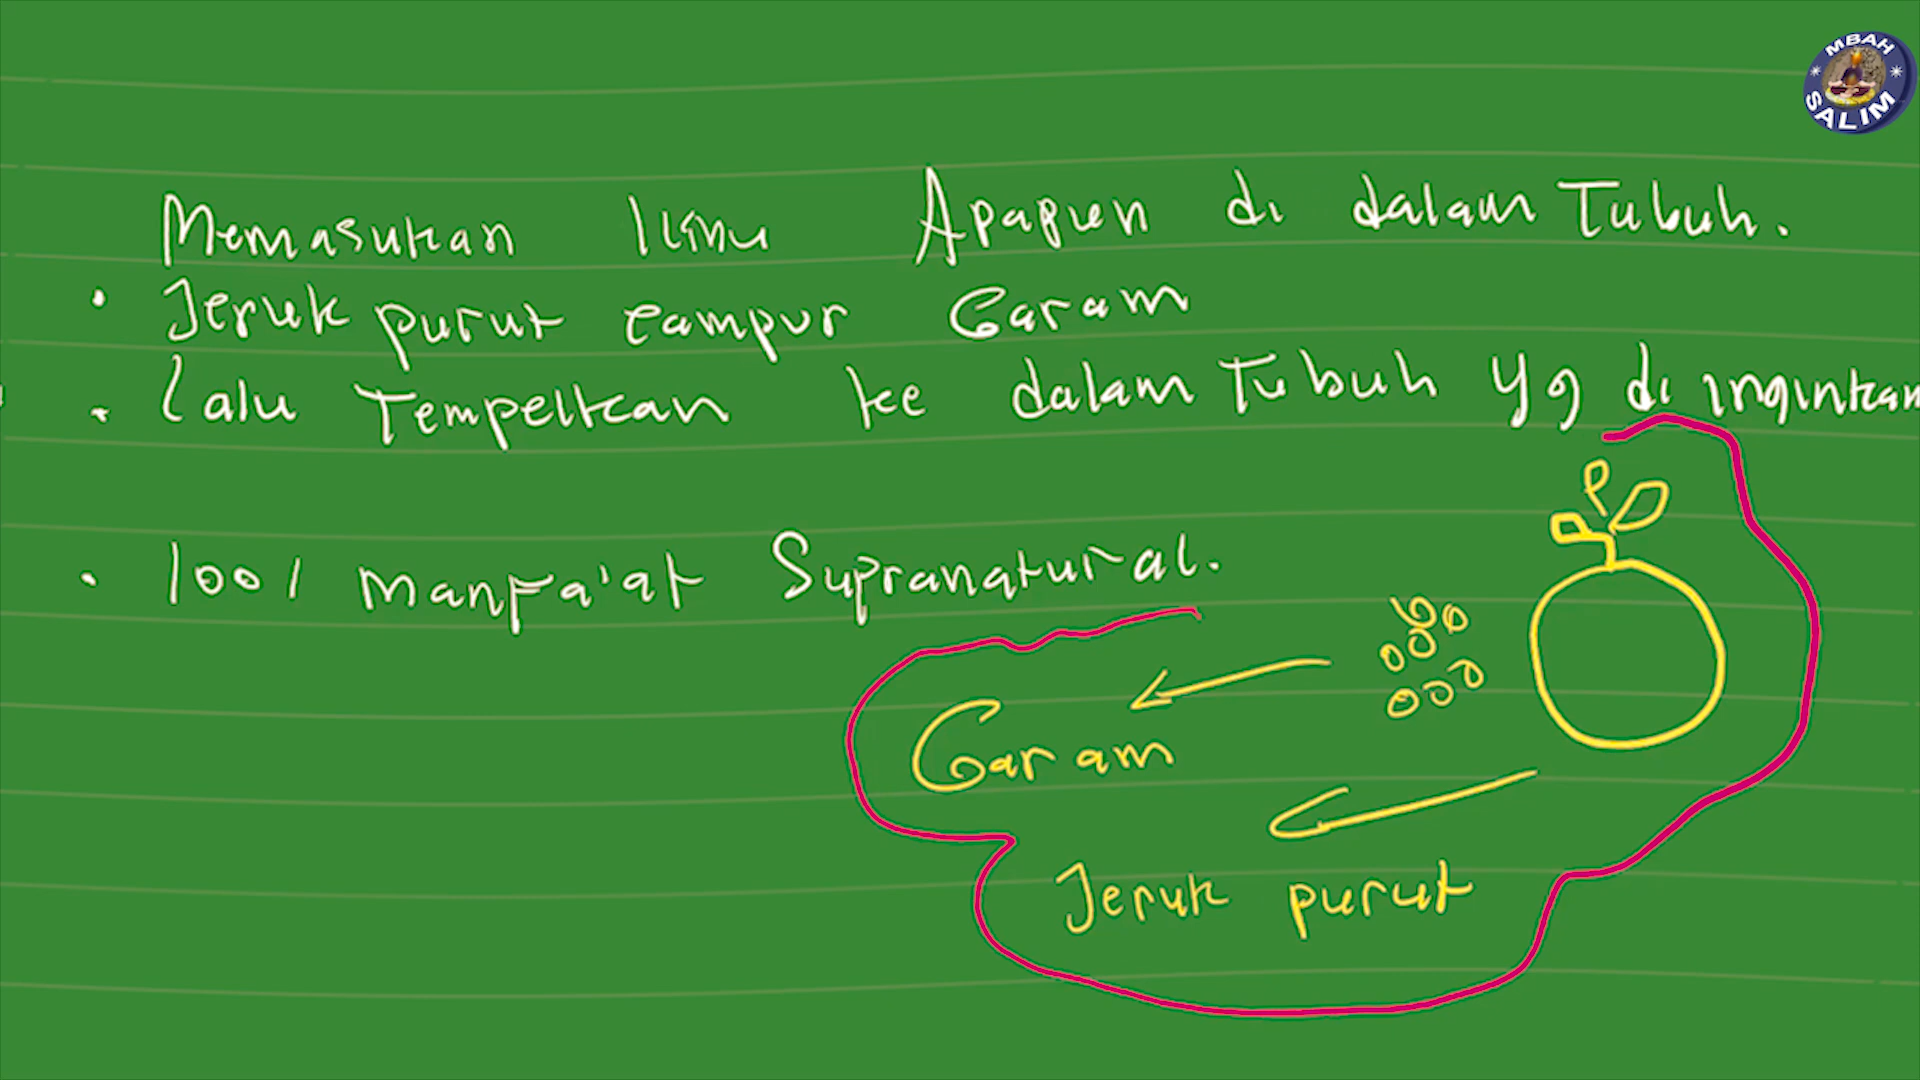 MBAH SALIM
Memasukan Ilmu Apapun di dalam Tubuh.
• Jeruk purut campur Garam
• Lalu Tempelkan ke dalam Tubuh yg di inginkan
• 1001 Manfa'at Supranatural.
Garam
Jeruk purut